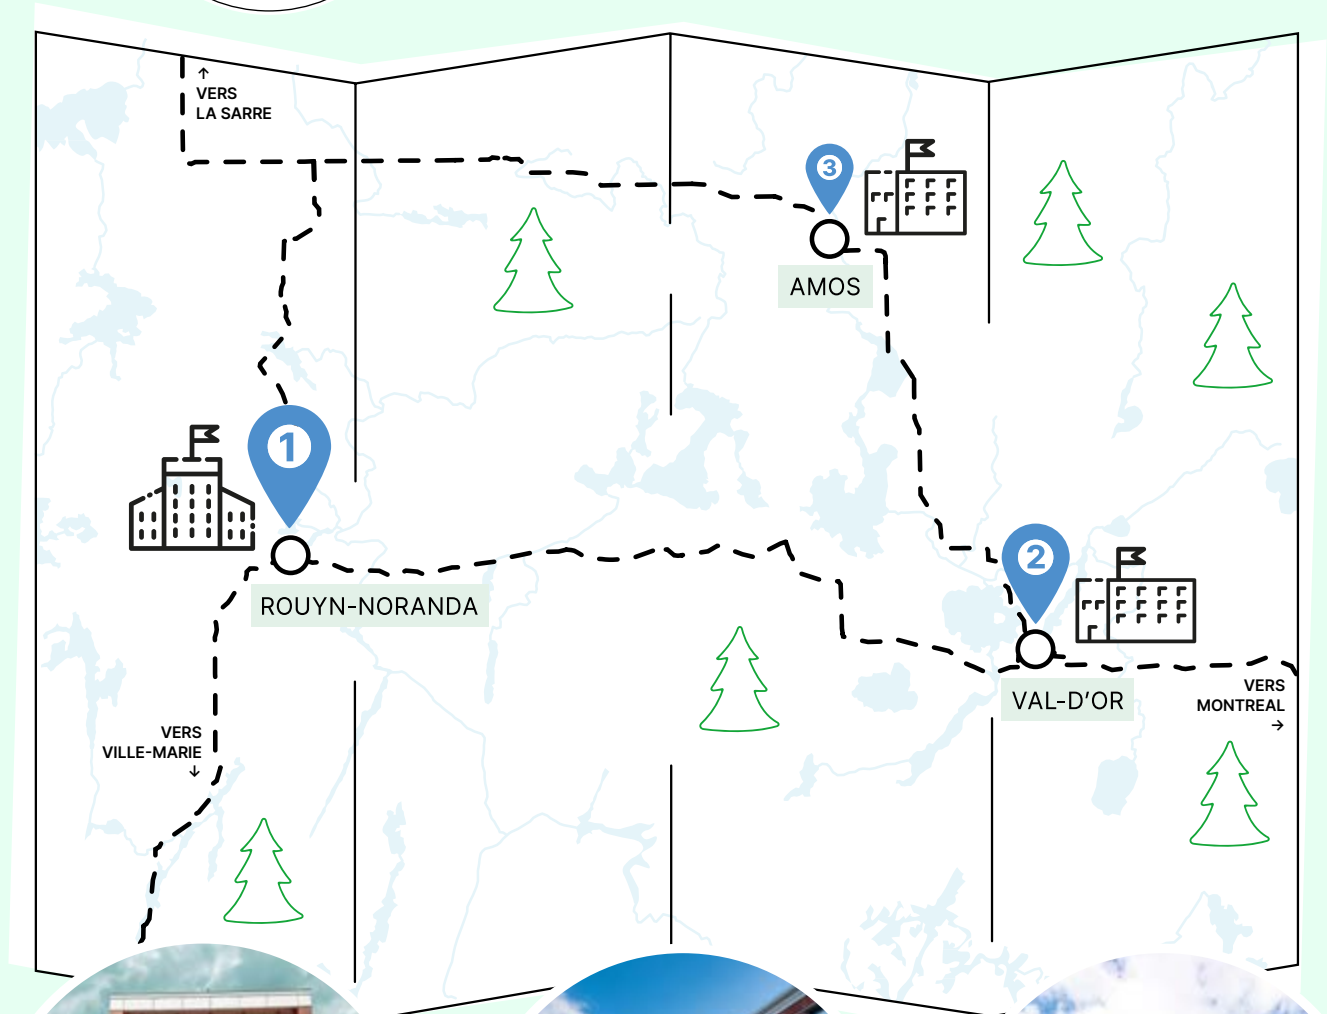 ↑
VERS
LA SARRE
3
AMOS
1
2
ROUYN-NORANDA
VERS
MONTREAL
→
VAL-D'OR
VERS
VILLE-MARIE
↓